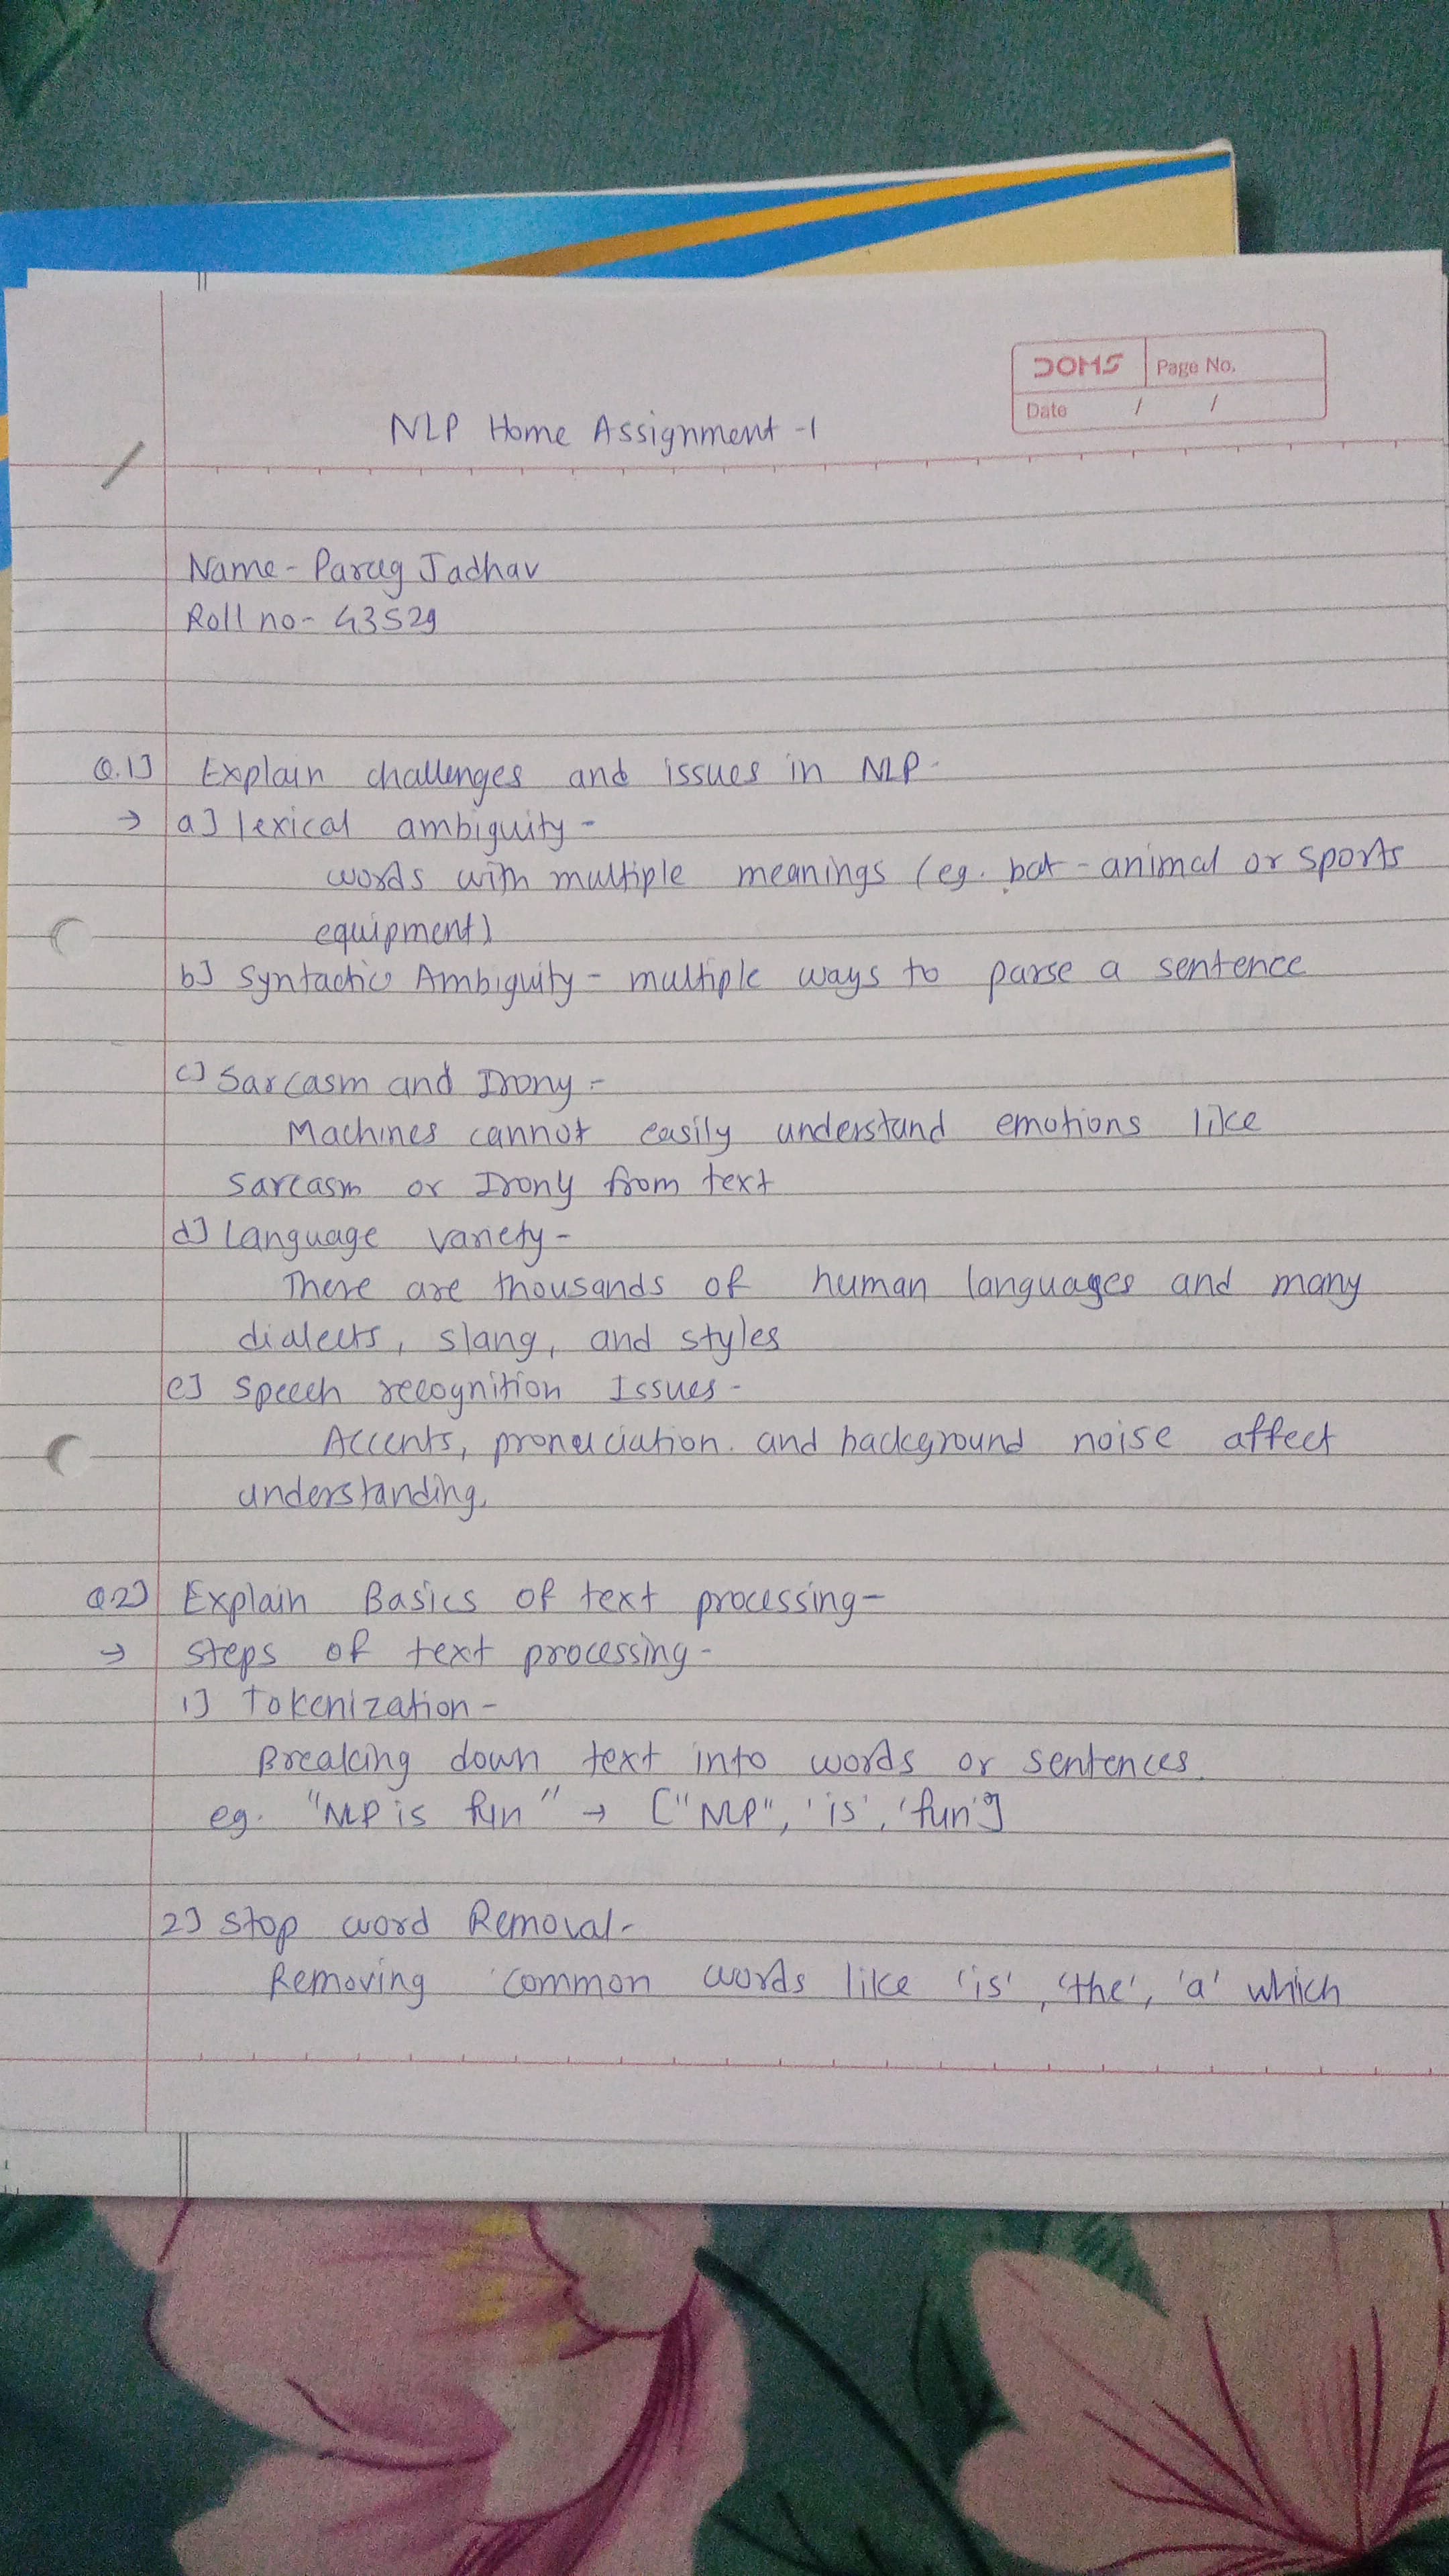 DOMS
Page No.
Date / /
NLP Home Assignment -1
Name - Parag Jadhav
Roll no - 43529
Q.1] Explain challenges and issues in NLP -
→ a] lexical ambiguity -
words with multiple meanings (eg. bat - animal or sports
equipment)
b] Syntactic Ambiguity - multiple ways to parse a sentence
c] Sarcasm and Irony -
Machines cannot easily understand emotions like
sarcasm or Irony from text
d] Language variety -
There are thousands of human languages and many
dialects, slang, and styles
e] Speech recognition Issues -
Accents, pronuciation. and background noise affect
understanding.
Q.2] Explain Basics of text processing -
→ steps of text processing -
1] Tokenization -
Breaking down text into words or sentences.
eg. "NLP is fun" → ["NLP", 'is', 'fun']
2] Stop word Removal -
Removing common words like 'is', 'the', 'a' which